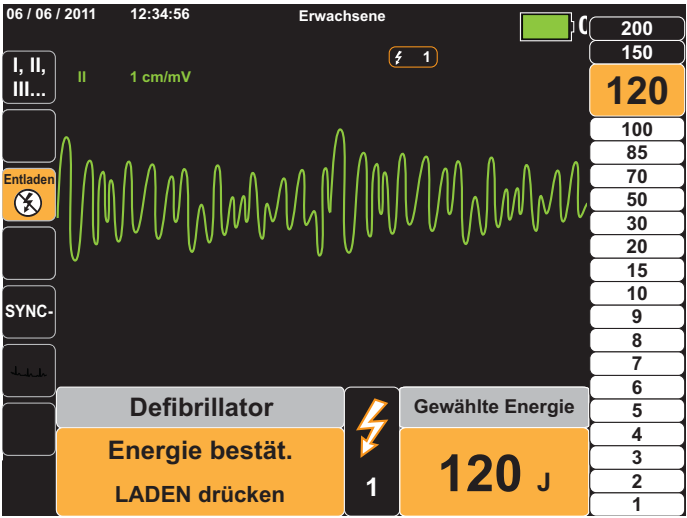 06 / 06 / 2011 12:34:56 Erwachsene
1
II 1 cm/mV
I, II,
III...
Entladen
SYNC-
200
150
120
100
85
70
50
30
20
15
10
9
8
7
6
5
4
3
2
1
Defibrillator
Energie bestät.
LADEN drücken
1
Gewählte Energie
120 J